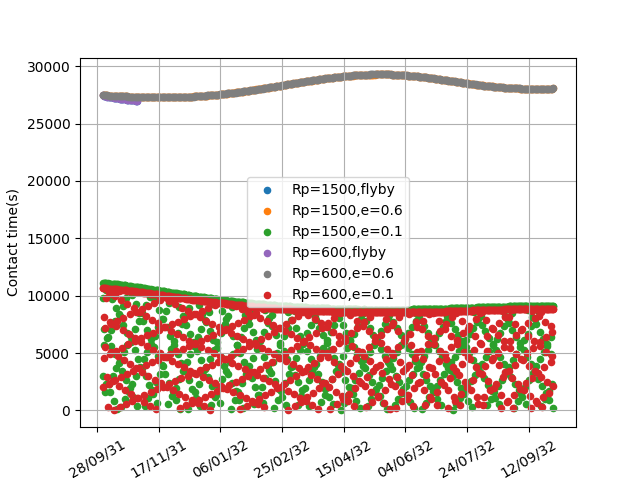 30000
25000
20000
15000
10000
5000
0
Contact time(s)
Rp=1500,flyby
Rp=1500,e=0.6
Rp=1500,e=0.1
Rp=600,flyby
Rp=600,e=0.6
Rp=600,e=0.1
28/09/31 17/11/31 06/01/32 25/02/32 15/04/32 04/06/32 24/07/32 12/09/32